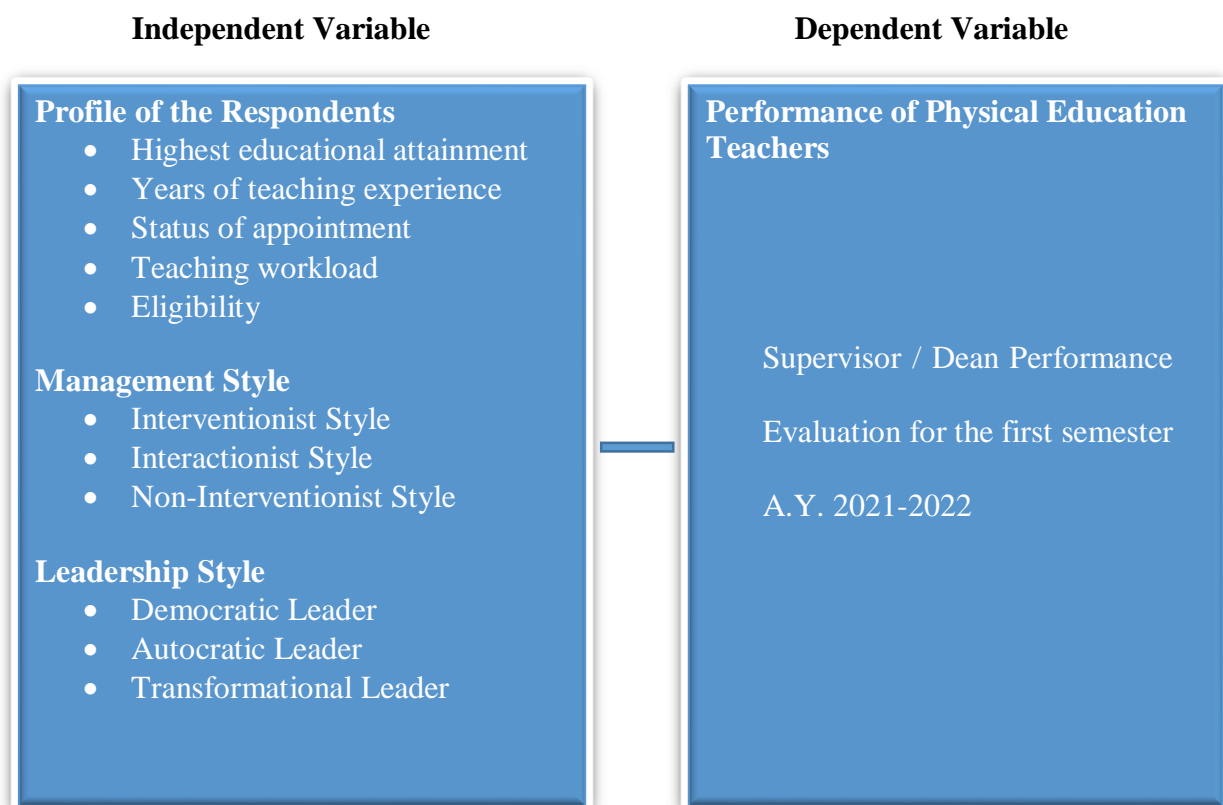 Independent Variable
Dependent Variable
Profile of the Respondents
• Highest educational attainment
• Years of teaching experience
• Status of appointment
• Teaching workload
• Eligibility
Management Style
• Interventionist Style
• Interactionist Style
• Non-Interventionist Style
Leadership Style
• Democratic Leader
• Autocratic Leader
• Transformational Leader
Performance of Physical Education
Teachers
Supervisor / Dean Performance
Evaluation for the first semester
A.Y. 2021-2022